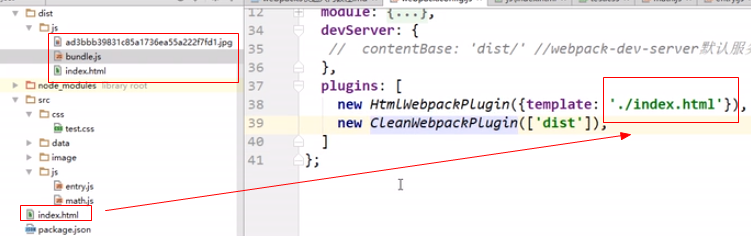 dist
js
ad3bbb39831c85a1736ea55a222f7fd1.jpg
bundle.js
index.html
node_modules library root
src
css
test.css
data
image
js
entry.js
math.js
index.html
package.json
12 module: {...},
34 devServer: {
35 // contentBase: 'dist/' //webpack-dev-server默认服
36 },
37 plugins: [
38 new HtmlWebpackPlugin({template: './index.html'}),
39 new CleanWebpackPlugin(['dist']),
40 ]
41 };